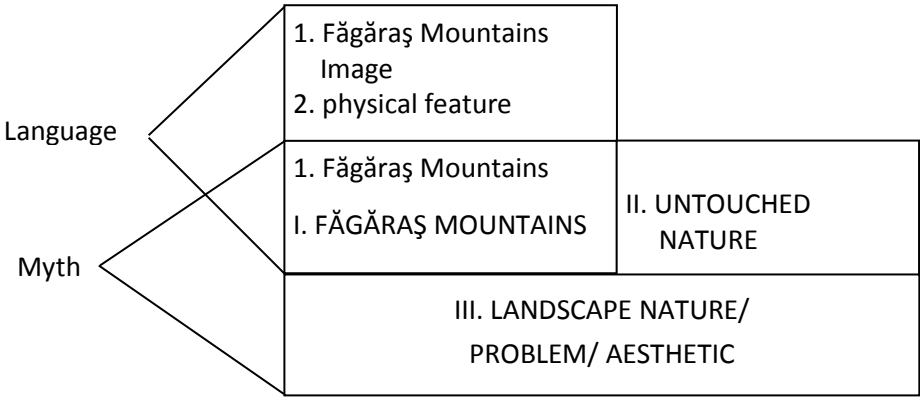 1. Făgăraş Mountains
Image
2. physical feature
Language
1. Făgăraş Mountains
I. FĂGĂRAŞ MOUNTAINS
II. UNTOUCHED
NATURE
Myth
III. LANDSCAPE NATURE/
PROBLEM/ AESTHETIC